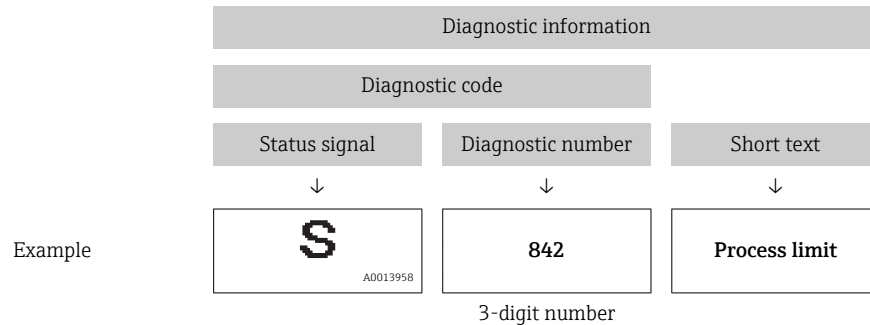 Diagnostic information
Diagnostic code
Status signal Diagnostic number Short text
↓ ↓ ↓
Example S 842 Process limit
A0013958
3-digit number